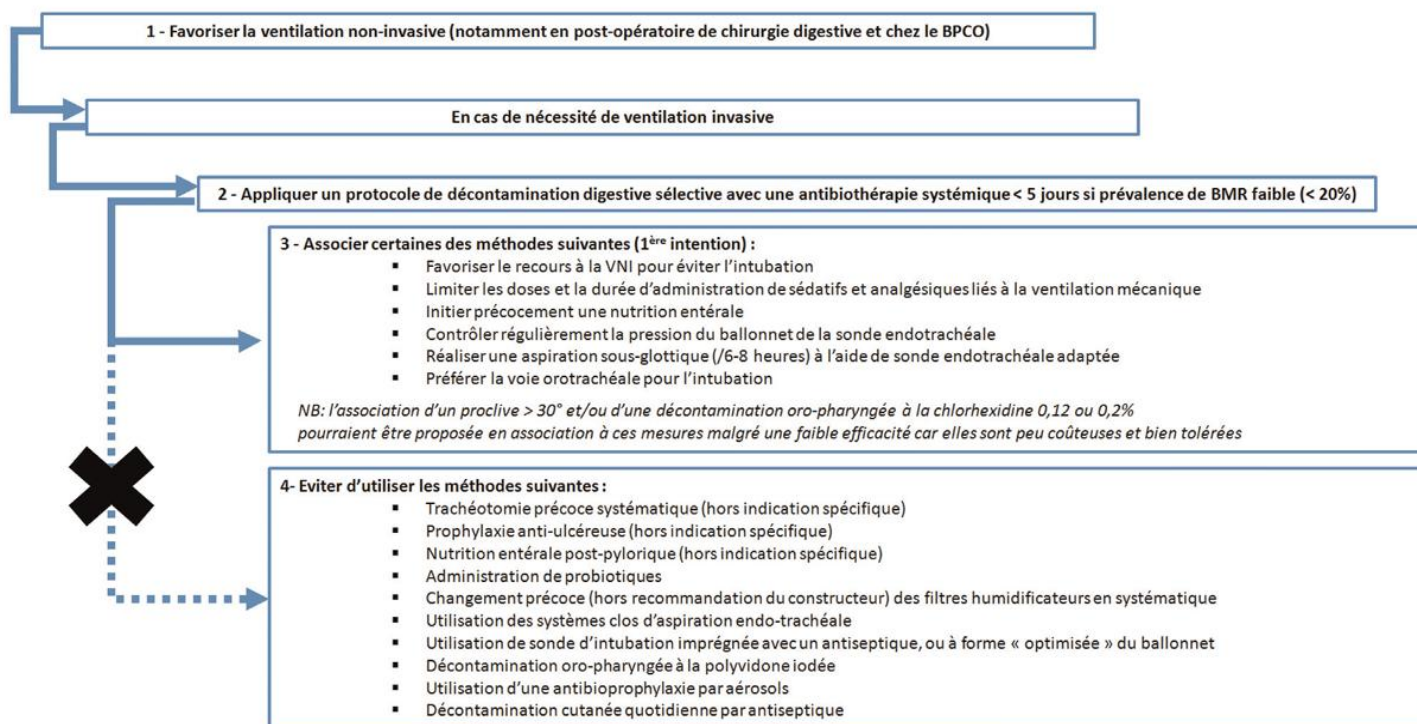 1 - Favoriser la ventilation non-invasive (notamment en post-opératoire de chirurgie digestive et chez le BPCO)
En cas de nécessité de ventilation invasive
2 - Appliquer un protocole de décontamination digestive sélective avec une antibiothérapie systémique < 5 jours si prévalence de BMR faible (< 20%)
3 - Associer certaines des méthodes suivantes (1ère intention) :
▪ Favoriser le recours à la VNI pour éviter l’intubation
▪ Limiter les doses et la durée d’administration de sédatifs et analgésiques liés à la ventilation mécanique
▪ Initier précocement une nutrition entérale
▪ Contrôler régulièrement la pression du ballonnet de la sonde endotrachéale
▪ Réaliser une aspiration sous-glottique (/6-8 heures) à l’aide de sonde endotrachéale adaptée
▪ Préférer la voie orotrachéale pour l’intubation
NB: l’association d’un proclive > 30° et/ou d’une décontamination oro-pharyngée à la chlorhexidine 0,12 ou 0,2%
pourraient être proposée en association à ces mesures malgré une faible efficacité car elles sont peu coûteuses et bien tolérées
4- Eviter d’utiliser les méthodes suivantes :
▪ Trachéotomie précoce systématique (hors indication spécifique)
▪ Prophylaxie anti-ulcéreuse (hors indication spécifique)
▪ Nutrition entérale post-pylorique (hors indication spécifique)
▪ Administration de probiotiques
▪ Changement précoce (hors recommandation du constructeur) des filtres humidificateurs en systématique
▪ Utilisation des systèmes clos d’aspiration endo-trachéale
▪ Utilisation de sonde d’intubation imprégnée avec un antiseptique, ou à forme « optimisée » du ballonnet
▪ Décontamination oro-pharyngée à la polyvidone iodée
▪ Utilisation d’une antibioprophylaxie par aérosols
▪ Décontamination cutanée quotidienne par antiseptique